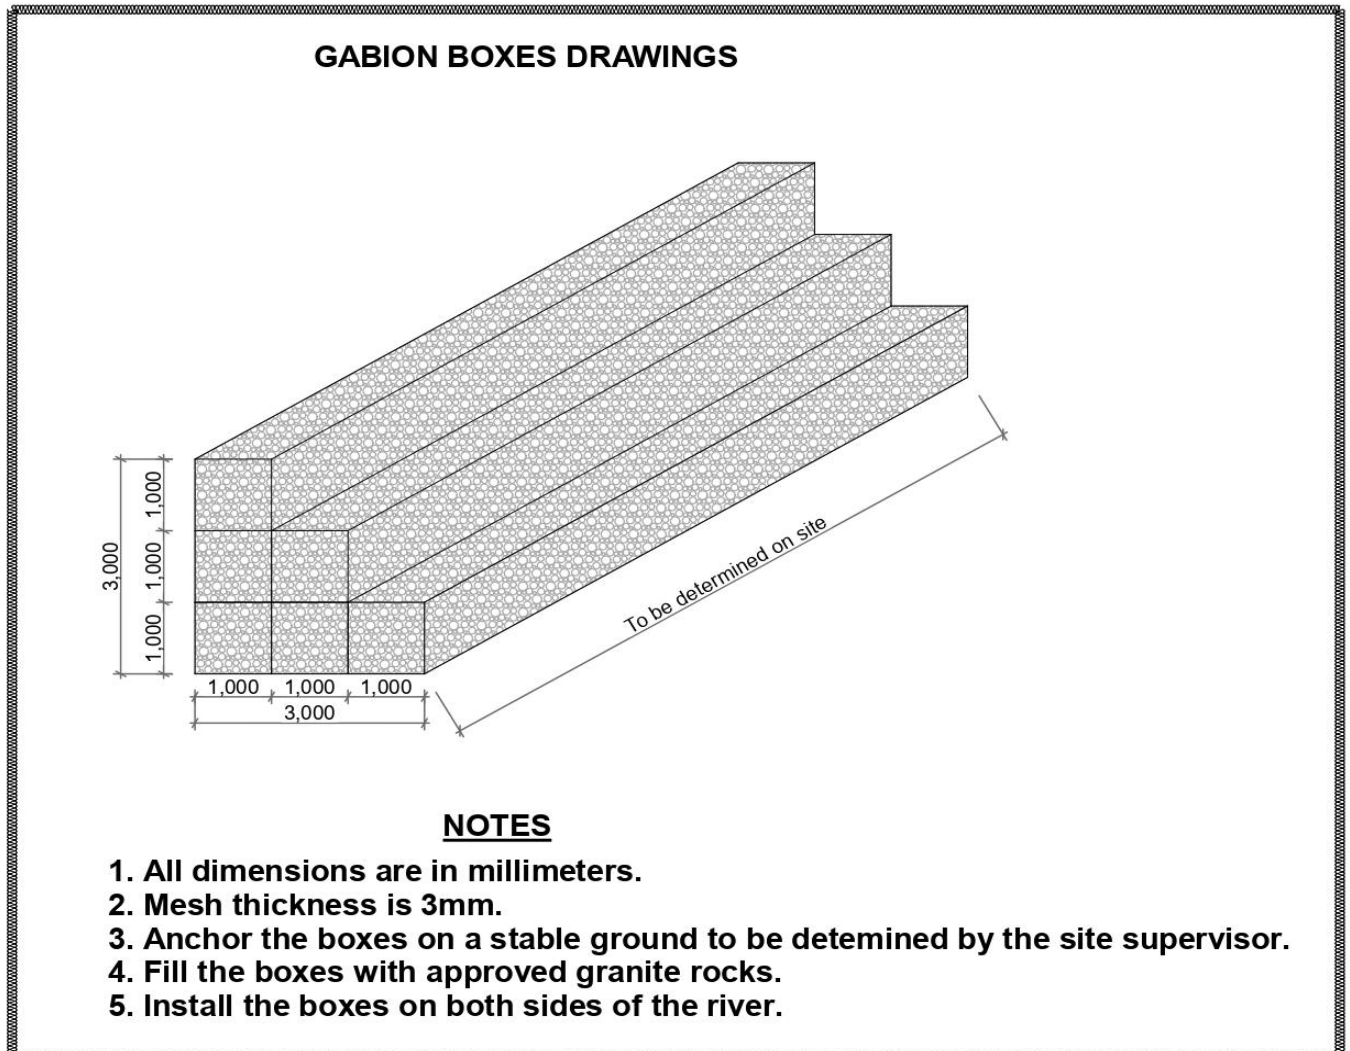 GABION BOXES DRAWINGS
1,000
1,000
1,000
3,000
To be determined on site
1,000 1,000 1,000
3,000
NOTES
1. All dimensions are in millimeters.
2. Mesh thickness is 3mm.
3. Anchor the boxes on a stable ground to be detemined by the site supervisor.
4. Fill the boxes with approved granite rocks.
5. Install the boxes on both sides of the river.